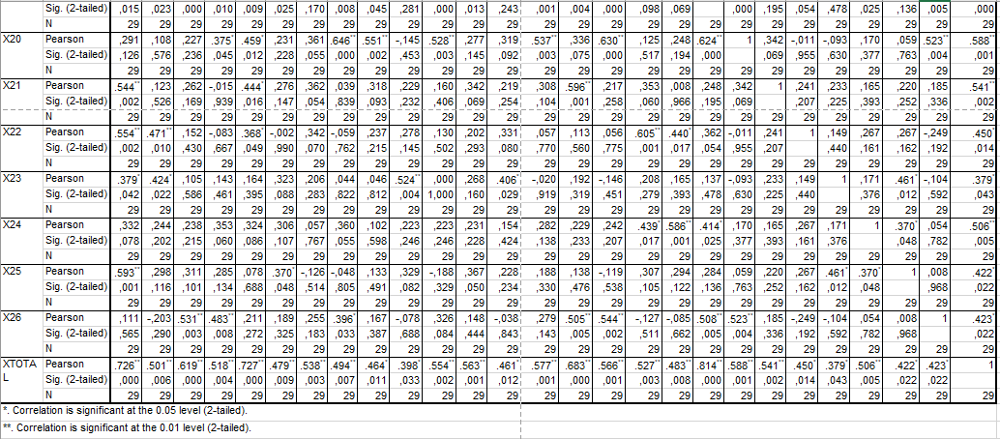 Sig. (2-tailed) ,015 ,023 ,000 ,010 ,009 ,025 ,170 ,008 ,045 ,281 ,000 ,013 ,243 ,001 ,004 ,000 ,098 ,069 ,000 ,195 ,054 ,478 ,025 ,136 ,005 ,000
N 29 29 29 29 29 29 29 29 29 29 29 29 29 29 29 29 29 29 29 29 29 29 29 29 29 29 29
X20 Pearson ,291 ,108 ,227 .375* .459* ,231 ,361 .646** .551** -,145 .528** ,277 ,319 .537** ,336 .630** ,125 ,248 .624** 1 ,342 -,011 -,093 ,170 ,059 .523** .588**
Sig. (2-tailed) ,126 ,576 ,236 ,045 ,012 ,228 ,055 ,000 ,002 ,453 ,003 ,145 ,092 ,003 ,075 ,000 ,517 ,194 ,000 ,069 ,955 ,630 ,377 ,763 ,004 ,001
N 29 29 29 29 29 29 29 29 29 29 29 29 29 29 29 29 29 29 29 29 29 29 29 29 29 29 29
X21 Pearson .544** ,123 ,262 -,015 .444* ,276 ,362 ,039 ,318 ,229 ,160 ,342 ,219 ,308 .596** ,217 ,353 ,008 ,248 ,342 1 ,241 ,233 ,165 ,220 ,185 .541**
Sig. (2-tailed) ,002 ,526 ,169 ,939 ,016 ,147 ,054 ,839 ,093 ,232 ,406 ,069 ,254 ,104 ,001 ,258 ,060 ,966 ,195 ,069 ,207 ,225 ,393 ,252 ,336 ,002
N 29 29 29 29 29 29 29 29 29 29 29 29 29 29 29 29 29 29 29 29 29 29 29 29 29 29 29
X22 Pearson .554** .471** ,152 -,083 .368* -,002 ,342 -,059 ,237 ,278 ,130 ,202 ,331 ,057 ,113 ,056 .605** .440* ,362 -,011 ,241 1 ,149 ,267 ,267 -,249 .450*
Sig. (2-tailed) ,002 ,010 ,430 ,667 ,049 ,990 ,070 ,762 ,215 ,145 ,502 ,293 ,080 ,770 ,560 ,775 ,001 ,017 ,054 ,955 ,207 ,440 ,161 ,162 ,192 ,014
N 29 29 29 29 29 29 29 29 29 29 29 29 29 29 29 29 29 29 29 29 29 29 29 29 29 29 29
X23 Pearson .379* .424* ,105 ,143 ,164 ,323 ,206 ,044 ,046 .524** ,000 ,268 .406* -,020 ,192 -,146 ,208 ,165 ,137 -,093 ,233 ,149 1 ,171 .461* -,104 .379*
Sig. (2-tailed) ,042 ,022 ,586 ,461 ,395 ,088 ,283 ,822 ,812 ,004 1,000 ,160 ,029 ,919 ,319 ,451 ,279 ,393 ,478 ,630 ,225 ,440 ,376 ,012 ,592 ,043
N 29 29 29 29 29 29 29 29 29 29 29 29 29 29 29 29 29 29 29 29 29 29 29 29 29 29 29
X24 Pearson ,332 ,244 ,238 ,353 ,324 ,306 ,057 ,360 ,102 ,223 ,223 ,231 ,154 ,282 ,229 ,242 .439* .586** .414* ,170 ,165 ,267 ,171 1 .370* ,054 .506**
Sig. (2-tailed) ,078 ,202 ,215 ,060 ,086 ,107 ,767 ,055 ,598 ,246 ,246 ,228 ,424 ,138 ,233 ,207 ,017 ,001 ,025 ,377 ,393 ,161 ,376 ,048 ,782 ,005
N 29 29 29 29 29 29 29 29 29 29 29 29 29 29 29 29 29 29 29 29 29 29 29 29 29 29 29
X25 Pearson .593** ,298 ,311 ,285 ,078 .370* -,126 -,048 ,133 ,329 -,188 ,367 ,228 ,188 ,138 -,119 ,307 ,294 ,284 ,059 ,220 ,267 .461* .370* 1 ,008 .422*
Sig. (2-tailed) ,001 ,116 ,101 ,134 ,688 ,048 ,514 ,805 ,491 ,082 ,329 ,050 ,234 ,330 ,476 ,538 ,105 ,122 ,136 ,763 ,252 ,162 ,012 ,048 ,968 ,022
N 29 29 29 29 29 29 29 29 29 29 29 29 29 29 29 29 29 29 29 29 29 29 29 29 29 29 29
X26 Pearson ,111 -,203 .531** .483** ,211 ,189 ,255 .396* ,167 -,078 ,326 ,148 -,038 ,279 .505** .544** -,127 -,085 .508** .523** ,185 -,249 -,104 ,054 ,008 1 .423*
Sig. (2-tailed) ,565 ,290 ,003 ,008 ,272 ,325 ,183 ,033 ,387 ,688 ,084 ,444 ,843 ,143 ,005 ,002 ,511 ,662 ,005 ,004 ,336 ,192 ,592 ,782 ,968 ,022
N 29 29 29 29 29 29 29 29 29 29 29 29 29 29 29 29 29 29 29 29 29 29 29 29 29 29 29
XTOTA Pearson .726** .501** .619** .518** .727** .479** .538** .494** .464* .398* .554** .563** .461* .577** .683** .566** .527** .483** .814** .588** .541** .450* .379* .506** .422* .423* 1
L Sig. (2-tailed) ,000 ,006 ,000 ,004 ,000 ,009 ,003 ,007 ,011 ,033 ,002 ,001 ,012 ,001 ,000 ,001 ,003 ,008 ,000 ,001 ,002 ,014 ,043 ,005 ,022 ,022
N 29 29 29 29 29 29 29 29 29 29 29 29 29 29 29 29 29 29 29 29 29 29 29 29 29 29 29
*. Correlation is significant at the 0.05 level (2-tailed).
**. Correlation is significant at the 0.01 level (2-tailed).